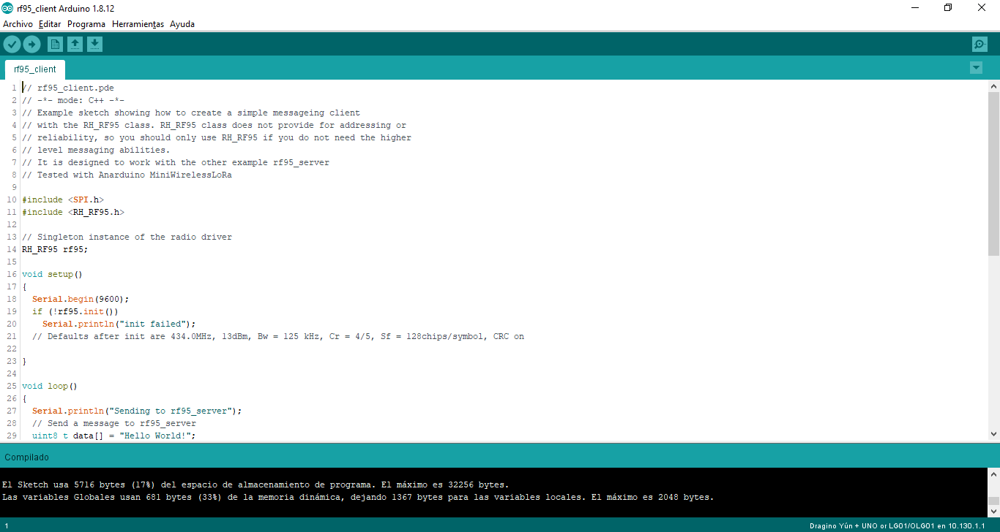 rf95_client Arduino 1.8.12
Archivo Editar Programa Herramientas Ayuda
rf95_client
1 // rf95_client.pde
2 // -*- mode: C++ -*-
3 // Example sketch showing how to create a simple messageing client
4 // with the RH_RF95 class. RH_RF95 class does not provide for addressing or
5 // reliability, so you should only use RH_RF95 if you do not need the higher
6 // level messaging abilities.
7 // It is designed to work with the other example rf95_server
8 // Tested with Anarduino MiniWirelessLoRa
9
10 #include <SPI.h>
11 #include <RH_RF95.h>
12
13 // Singleton instance of the radio driver
14 RH_RF95 rf95;
15
16 void setup()
17 {
18   Serial.begin(9600);
19   if (!rf95.init())
20     Serial.println("init failed");
21   // Defaults after init are 434.0MHz, 13dBm, Bw = 125 kHz, Cr = 4/5, Sf = 128chips/symbol, CRC on
22
23 }
24
25 void loop()
26 {
27   Serial.println("Sending to rf95_server");
28   // Send a message to rf95_server
29   uint8_t data[] = "Hello World!";
Compilado
El Sketch usa 5716 bytes (17%) del espacio de almacenamiento de programa. El máximo es 32256 bytes.
Las variables Globales usan 681 bytes (33%) de la memoria dinámica, dejando 1367 bytes para las variables locales. El máximo es 2048 bytes.
1 Dragino Yún + UNO or LG01/OLG01 en 10.130.1.1